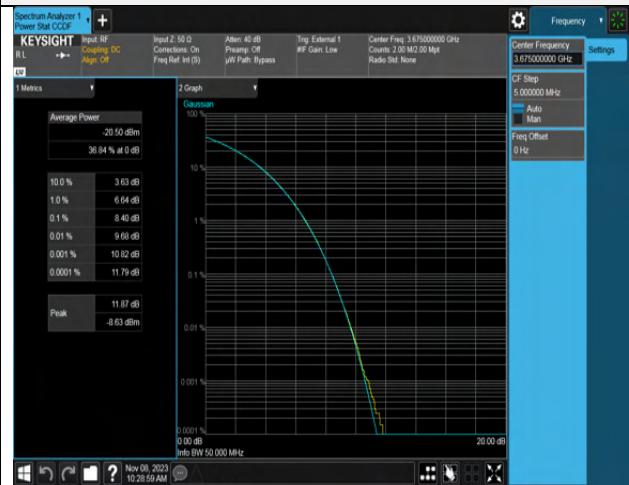 Spectrum Analyzer 1
Power Stat CCDF
Frequency
KEYSIGHT
RL
Input: RF
Coupling: DC
Align: Off
Input Z: 50 Ω
Corrections: On
Freq Ref: Int (S)
Atten: 40 dB
Preamp: Off
µW Path: Bypass
Trig: External 1
#IF Gain: Low
Center Freq: 3.675000000 GHz
Counts: 2.00 M/2.00 Mpt
Radio Std: None
1 Metrics
Average Power
-20.50 dBm
36.84 % at 0 dB
10.0 % 3.63 dB
1.0 % 6.64 dB
0.1 % 8.40 dB
0.01 % 9.68 dB
0.001 % 10.82 dB
0.0001 % 11.79 dB
Peak
11.87 dB
-8.63 dBm
2 Graph
Gaussian
100 %
10 %
1 %
0.1 %
0.01 %
0.001 %
0.0001 %
0.00 dB
20.00 dB
Info BW 50.000 MHz
Center Frequency
3.675000000 GHz
Settings
CF Step
5.000000 MHz
Auto
Man
Freq Offset
0 Hz
Nov 08, 2023
10:28:59 AM